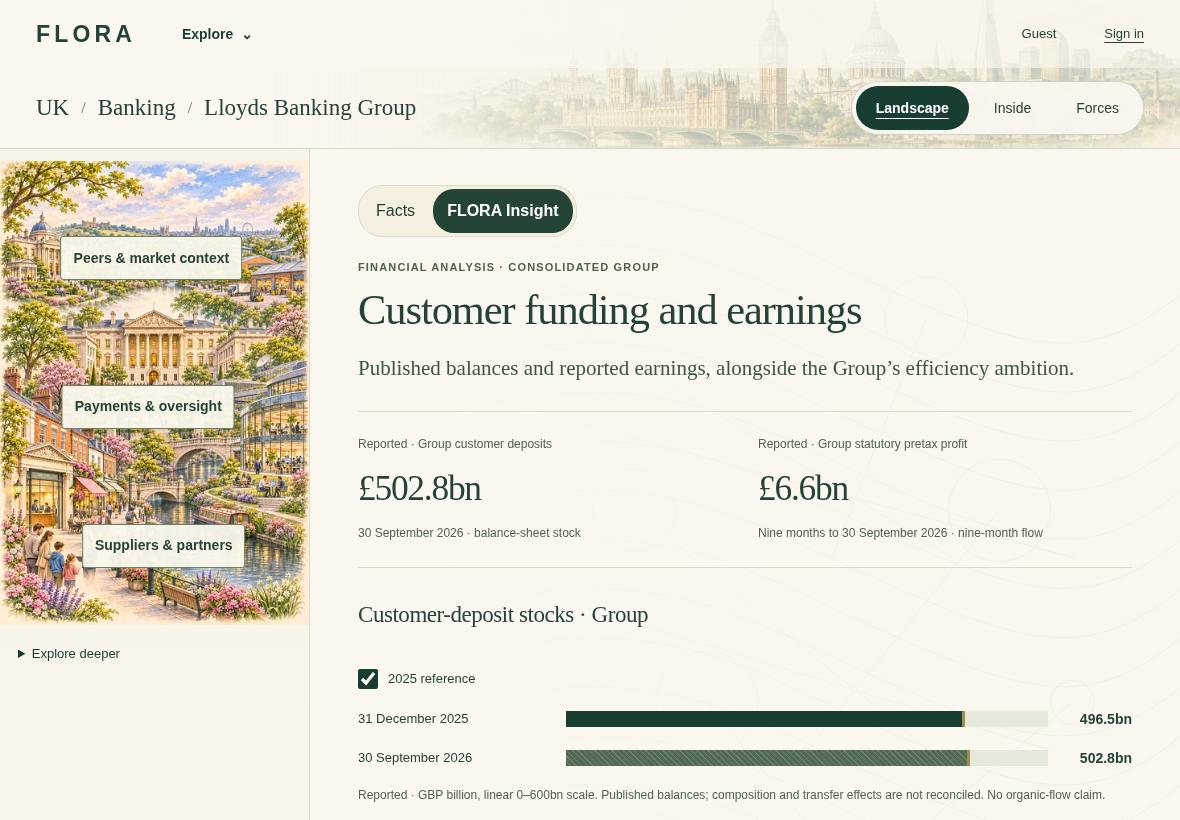 FLORA
Explore
Guest
Sign in
UK / Banking / Lloyds Banking Group
Landscape
Inside
Forces
Peers & market context
Payments & oversight
Suppliers & partners
Explore deeper
Facts
FLORA Insight
FINANCIAL ANALYSIS · CONSOLIDATED GROUP
Customer funding and earnings
Published balances and reported earnings, alongside the Group’s efficiency ambition.
Reported · Group customer deposits
£502.8bn
30 September 2026 · balance-sheet stock
Reported · Group statutory pretax profit
£6.6bn
Nine months to 30 September 2026 · nine-month flow
Customer-deposit stocks · Group
2025 reference
31 December 2025
496.5bn
30 September 2026
502.8bn
Reported · GBP billion, linear 0–600bn scale. Published balances; composition and transfer effects are not reconciled. No organic-flow claim.